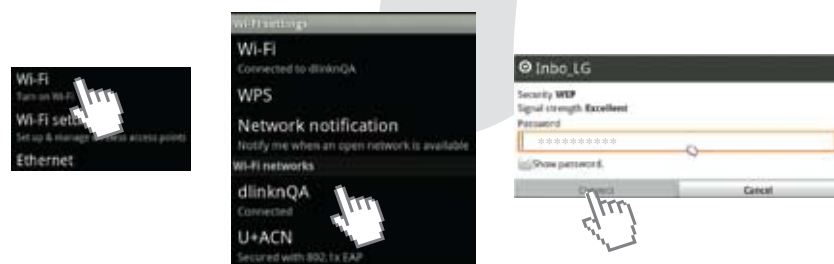 Wi-Fi
Turn on Wi-Fi
Wi-Fi
Set up & manage access points
Ethernet
Wi-Fi settings
Wi-Fi
Connected to dlinknQA
WPS
Network notification
Notify me when an open network is available
Wi-Fi networks
dlinknQA
Connected
U+ACN
Secured with 802.1x EAP
Inbo_LG
Security WEP
Signal strength Excellent
Password
**********
Show password.
Cancel